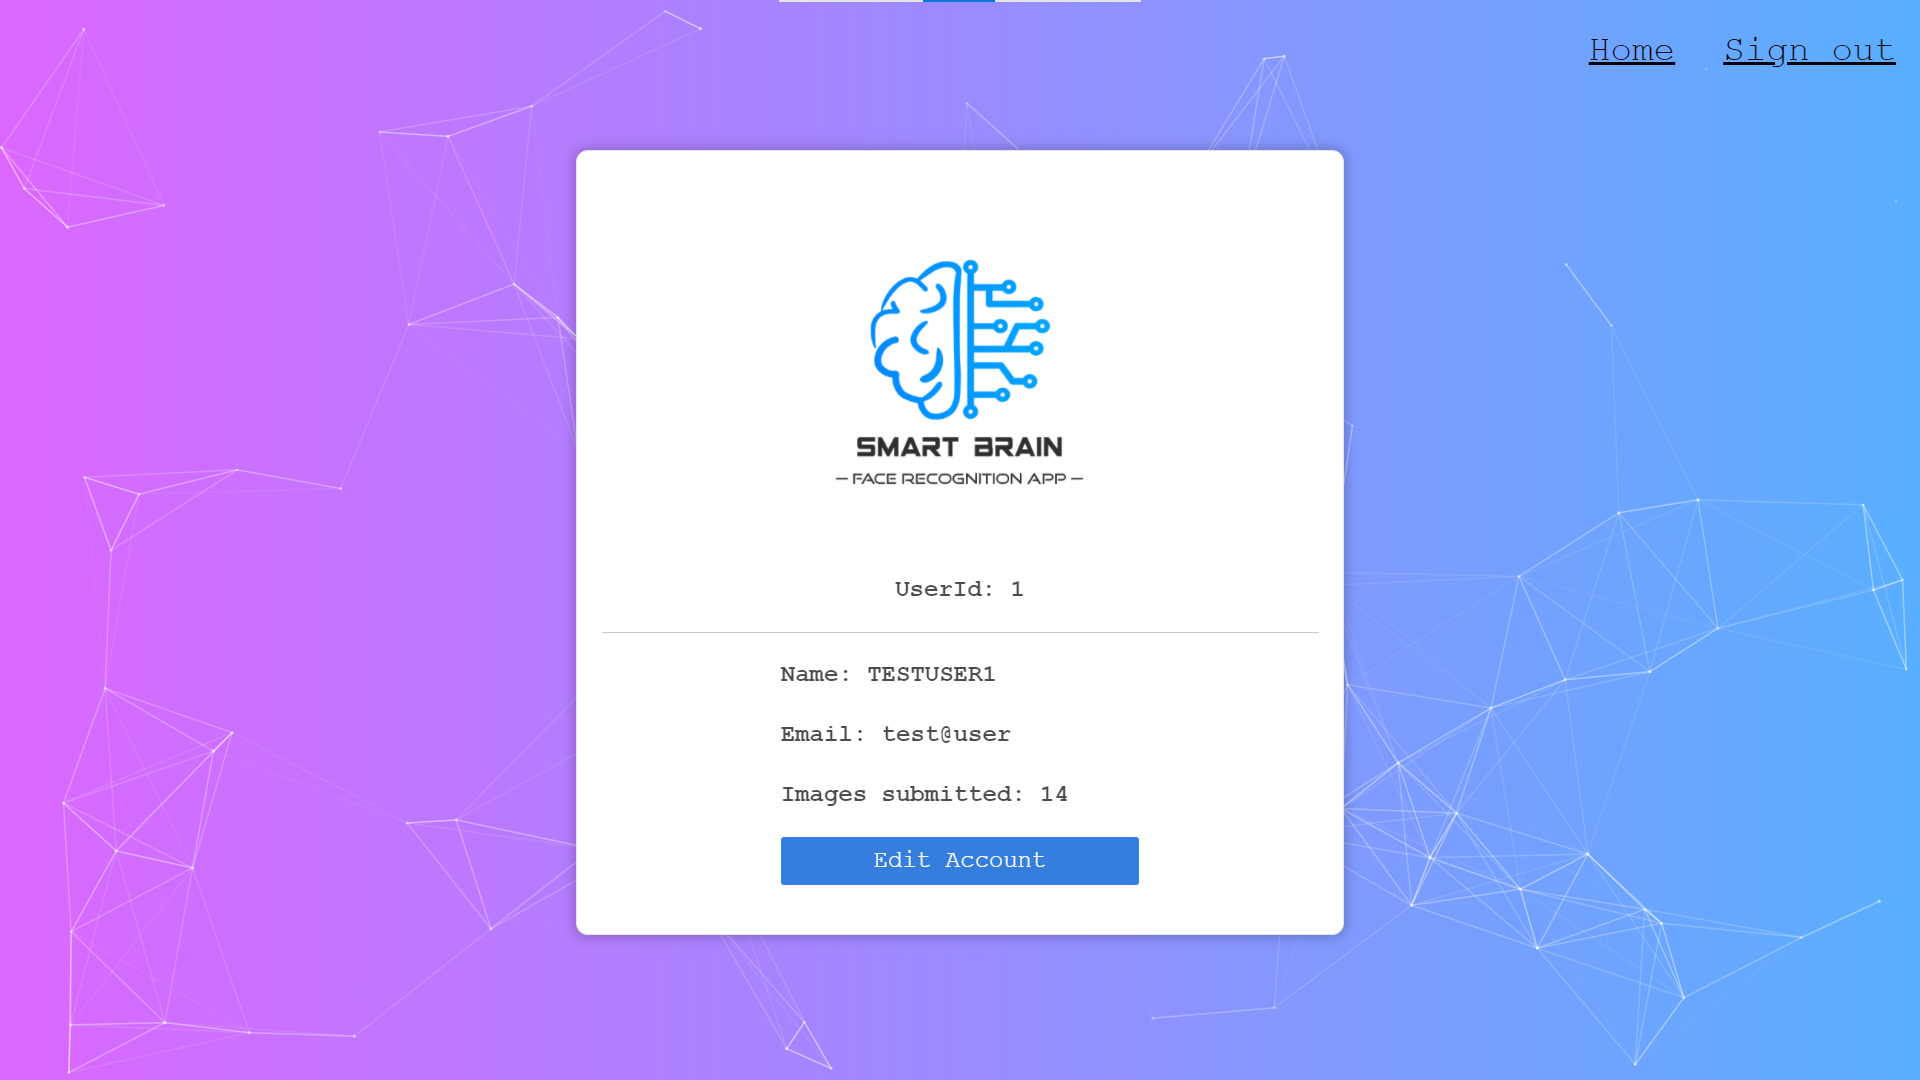 Home Sign out
SMART BRAIN
— FACE RECOGNITION APP —
UserId: 1
Name: TESTUSER1
Email: test@user
Images submitted: 14
Edit Account